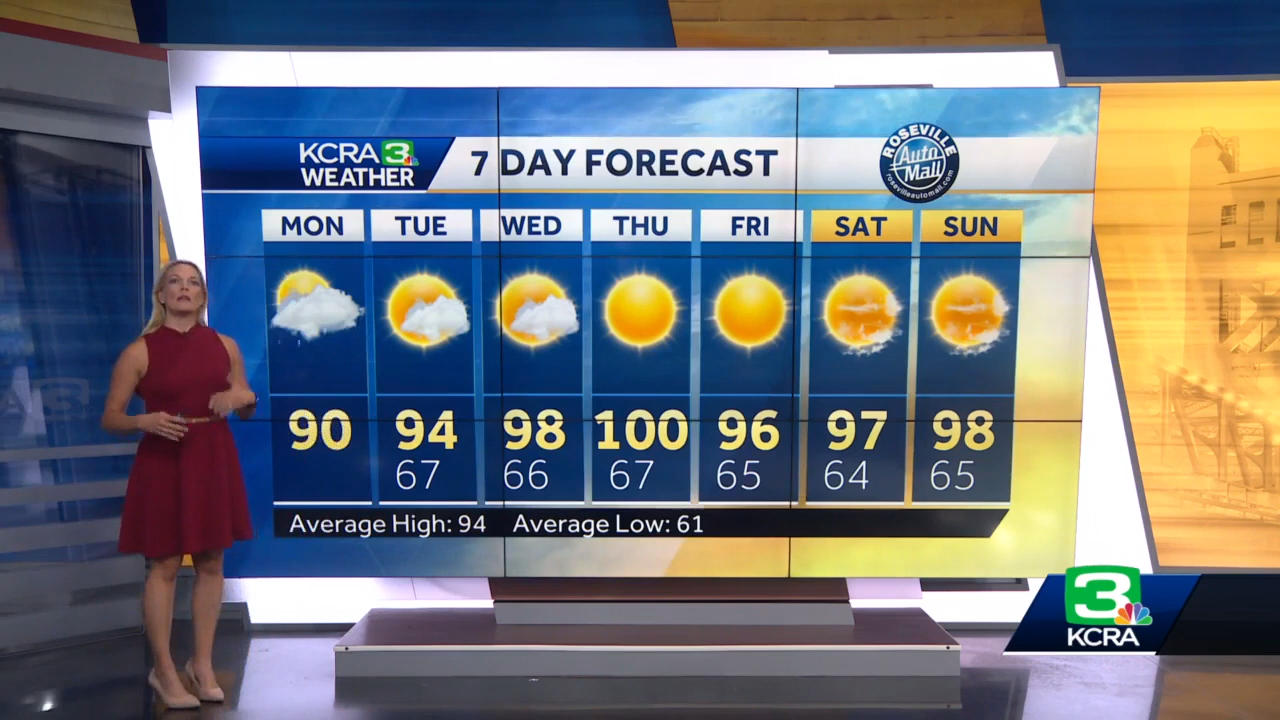 KCRA 3
WEATHER
7 DAY FORECAST
ROSEVILLE
Auto
Mall
rosevilleautomall.com
MON TUE WED THU FRI SAT SUN
90 94 98 100 96 97 98
67 66 67 65 64 65
Average High: 94 Average Low: 61
3
KCRA